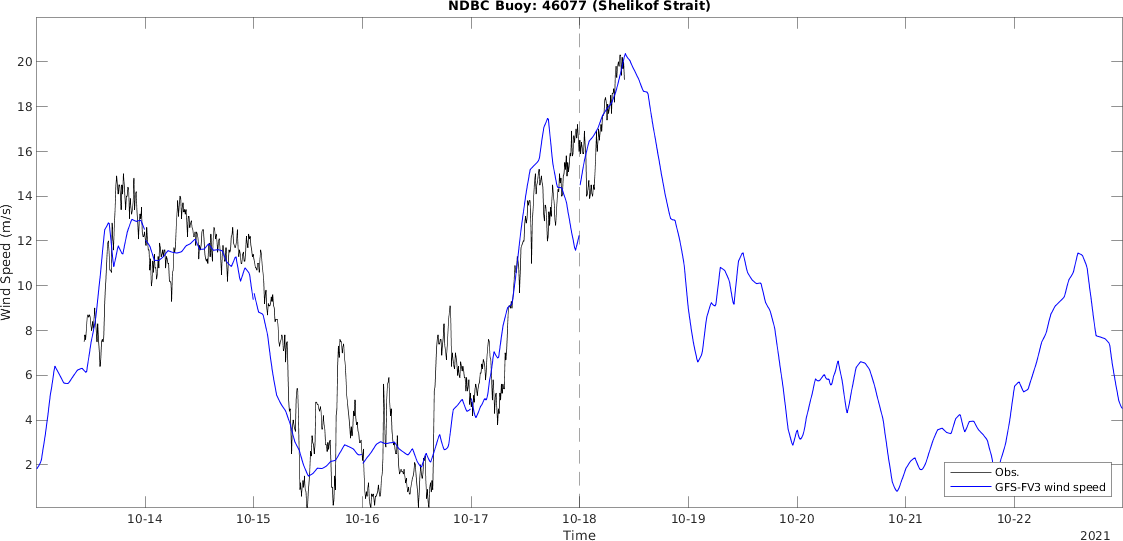 NDBC Buoy: 46077 (Shelikof Strait)
20
18
16
14
12
10
8
6
4
2
Wind Speed (m/s)
Obs.
GFS-FV3 wind speed
10-14 10-15 10-16 10-17 10-18 10-19 10-20 10-21 10-22
Time
2021